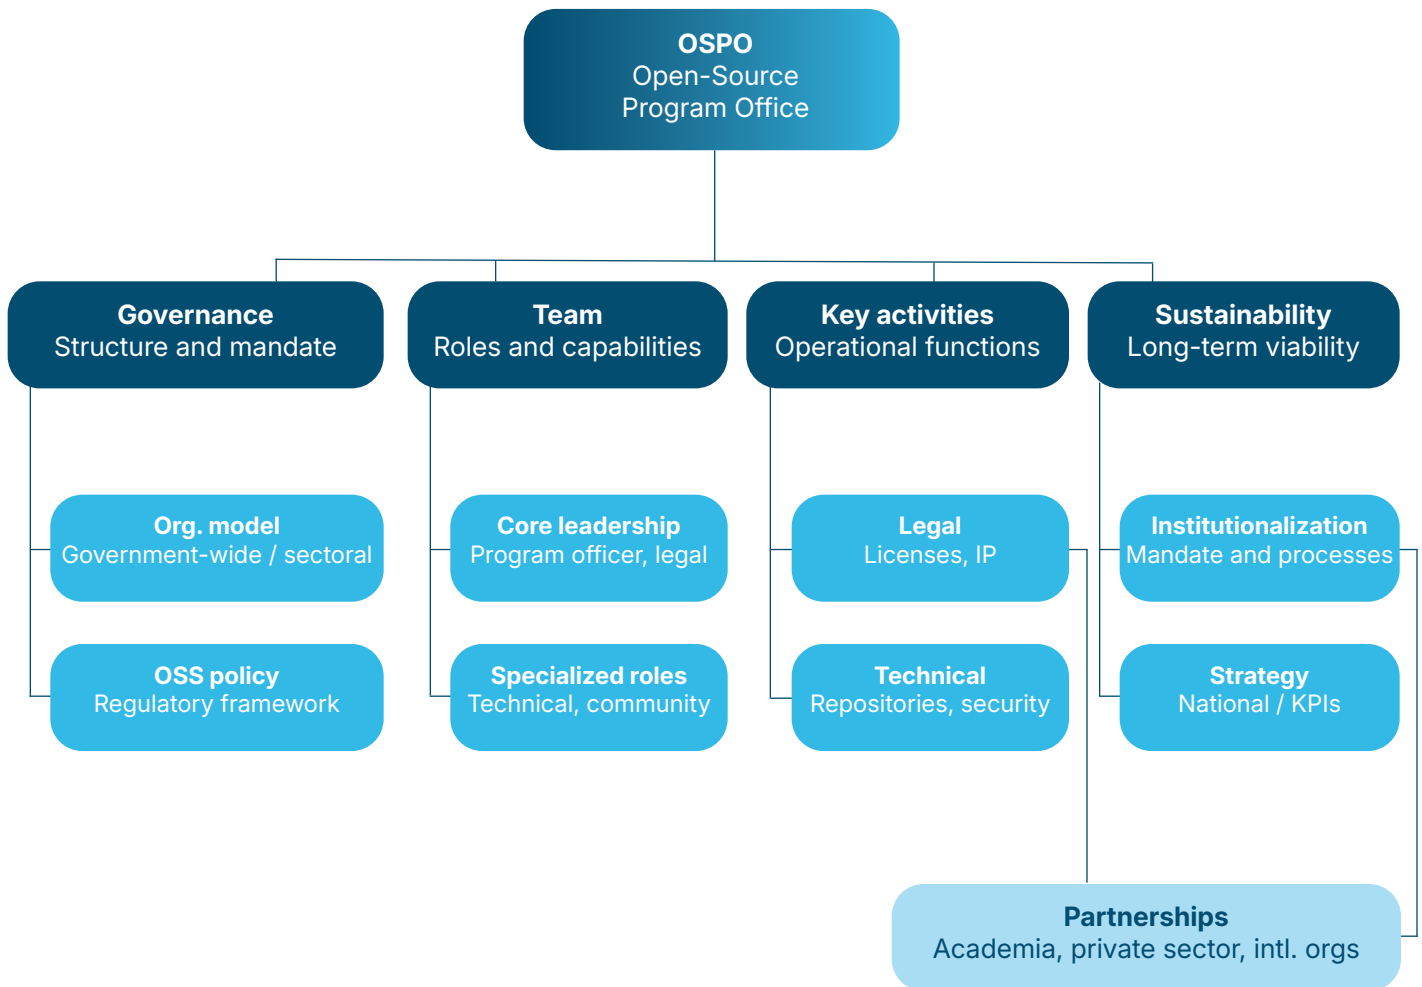 OSPO
Open-Source
Program Office
Governance
Structure and mandate
Team
Roles and capabilities
Key activities
Operational functions
Sustainability
Long-term viability
Org. model
Government-wide / sectoral
Core leadership
Program officer, legal
Legal
Licenses, IP
Institutionalization
Mandate and processes
OSS policy
Regulatory framework
Specialized roles
Technical, community
Technical
Repositories, security
Strategy
National / KPIs
Partnerships
Academia, private sector, intl. orgs